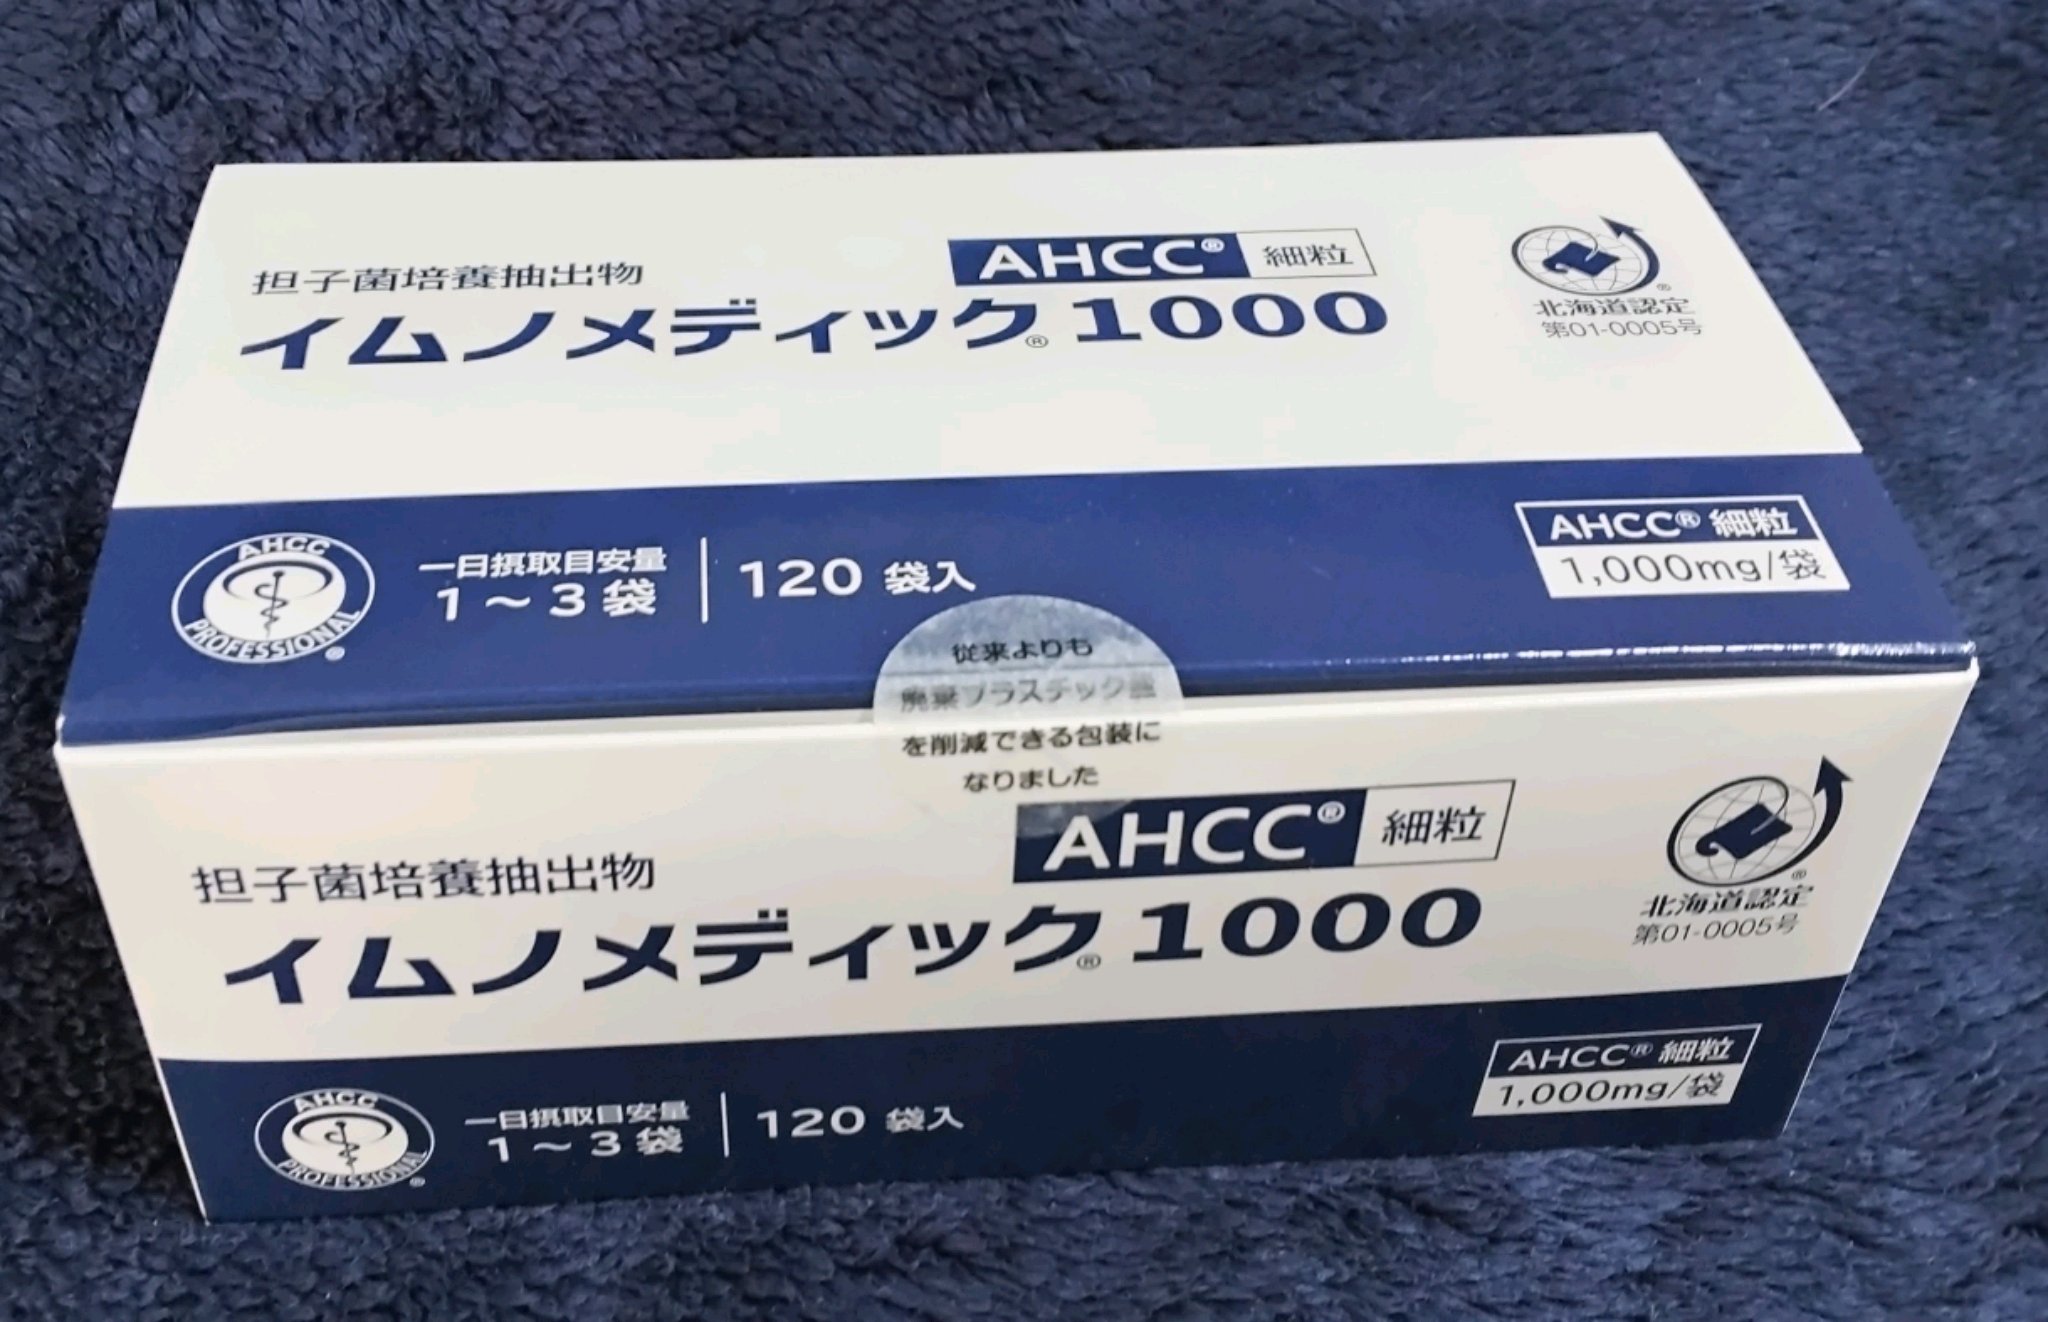 担子菌培養抽出物
AHCC® 細粒
イムノメディック®1000
北海道認定
第01-0005号
AHCC PROFESSIONAL®
一日摂取目安量
1～3袋
120 袋入
AHCC® 細粒
1,000mg/袋
従来よりも
廃棄プラスチック量
を削減できる包装に
なりました
担子菌培養抽出物
AHCC® 細粒
イムノメディック®1000
北海道認定
第01-0005号
AHCC PROFESSIONAL®
一日摂取目安量
1～3袋
120 袋入
AHCC® 細粒
1,000mg/袋